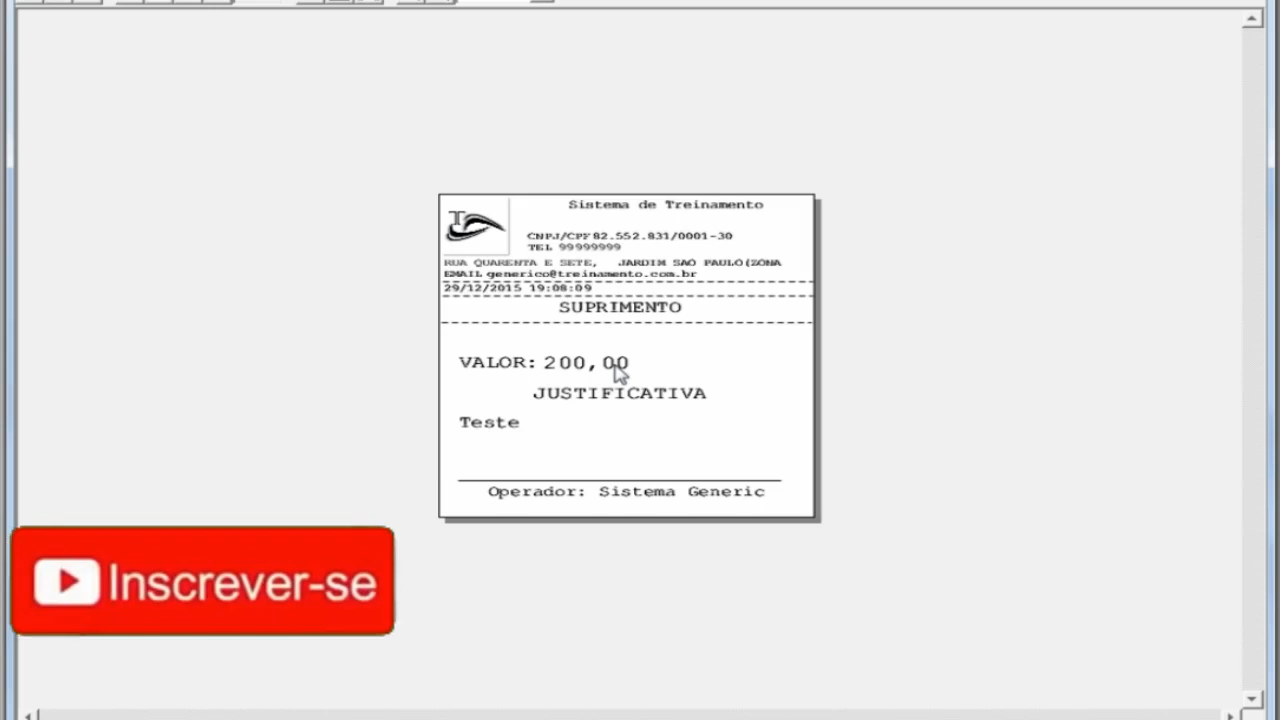 Sistema de Treinamento
CNPJ/CPF 82.552.831/0001-30
TEL 99999999
RUA QUARENTA E SETE, JARDIM SAO PAULO(ZONA
EMAIL generico@treinamento.com.br
29/12/2015 19:08:09
SUPRIMENTO
VALOR: 200,00
JUSTIFICATIVA
Teste
Operador: Sistema Generic
Inscrever-se